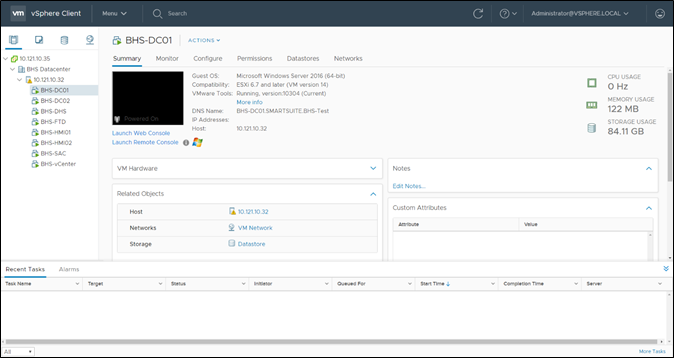 vm vSphere Client Menu Search Administrator@VSPHERE.LOCAL
BHS-DC01 ACTIONS
10.121.10.35
BHS Datacenter
10.121.10.32
BHS-DC01
BHS-DC02
BHS-DHS
BHS-FTD
BHS-HMI01
BHS-HMI02
BHS-SAC
BHS-vCenter
Summary Monitor Configure Permissions Datastores Networks
Powered On
Launch Web Console
Launch Remote Console
Guest OS: Microsoft Windows Server 2016 (64-bit)
Compatibility: ESXi 6.7 and later (VM version 14)
VMware Tools: Running, version:10304 (Current)
More info
DNS Name: BHS-DC01.SMARTSUITE.BHS-Test
IP Addresses:
Host: 10.121.10.32
CPU USAGE
0 Hz
MEMORY USAGE
122 MB
STORAGE USAGE
84.11 GB
VM Hardware
Related Objects
Host 10.121.10.32
Networks VM Network
Storage Datastore
Notes
Edit Notes...
Custom Attributes
Attribute Value
Recent Tasks Alarms
Task Name Target Status Initiator Queued For Start Time Completion Time Server
All More Tasks